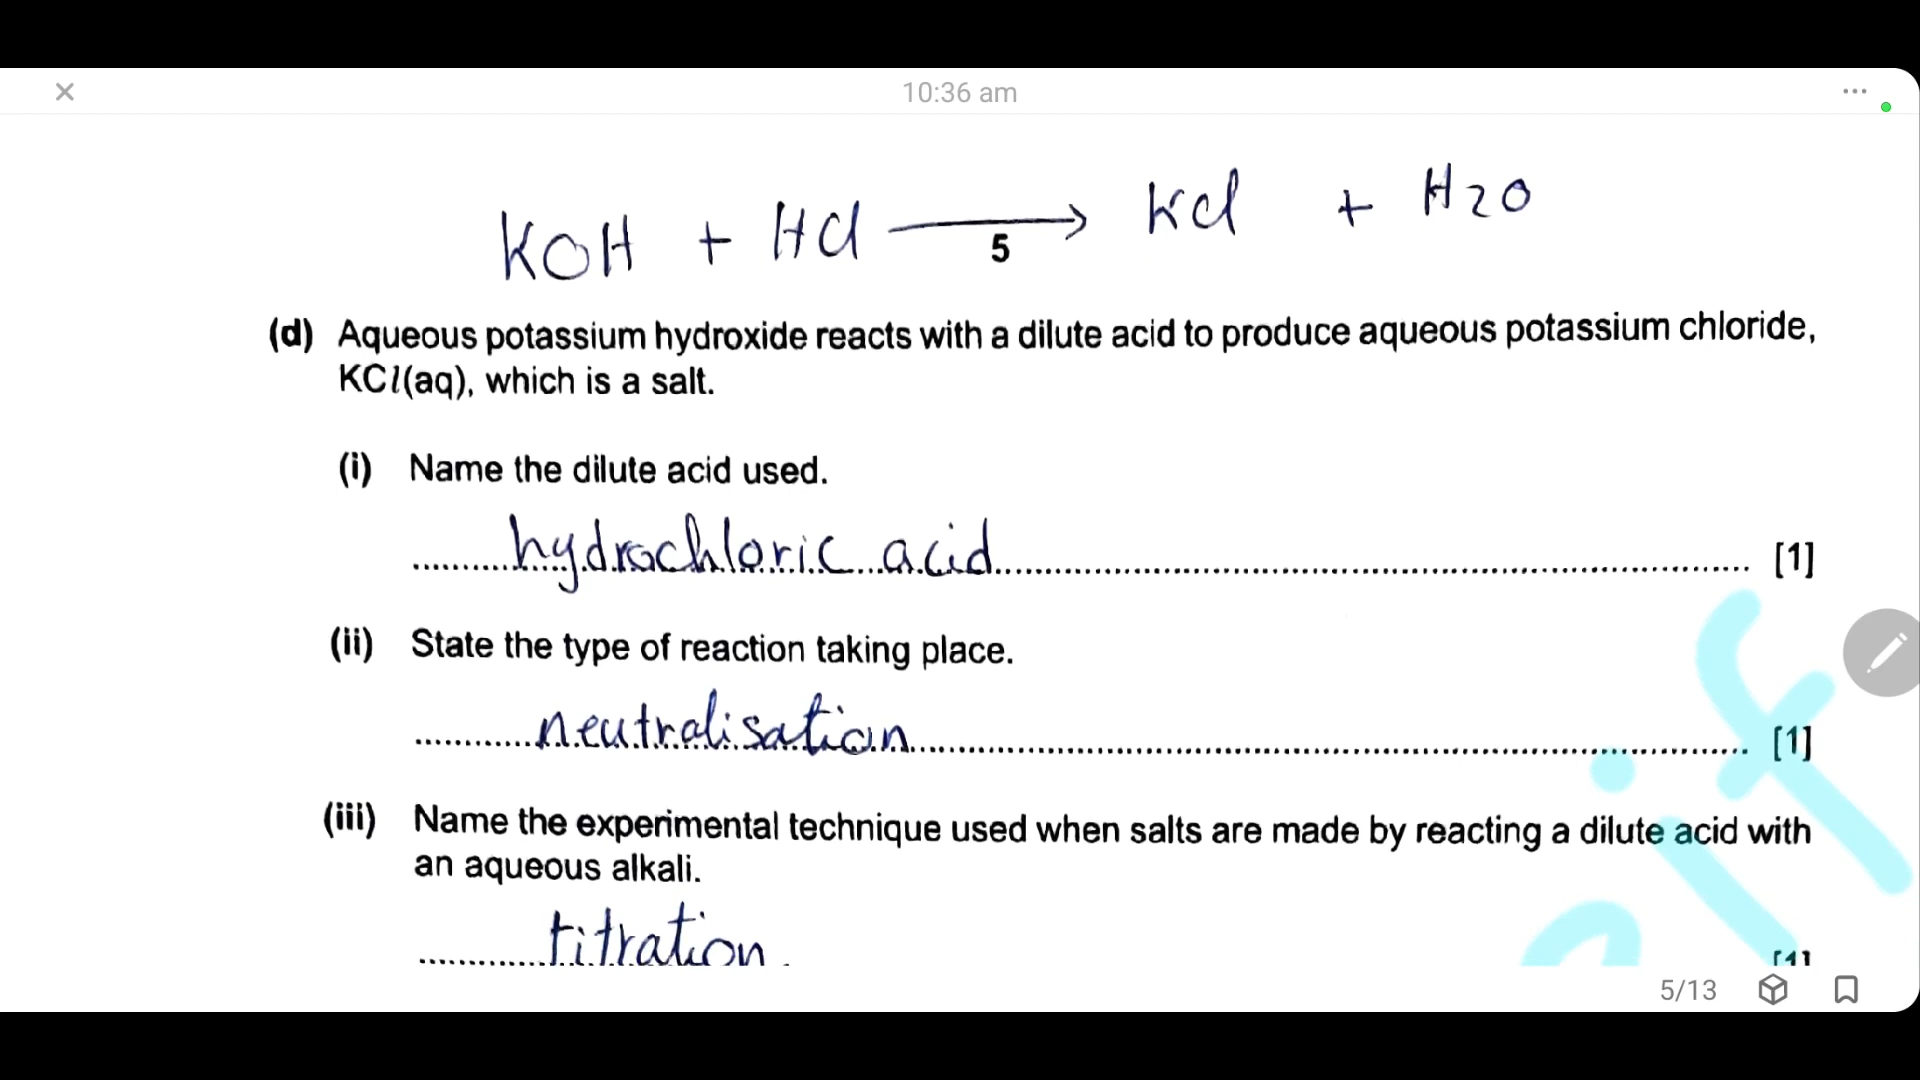 10:36 am
KOH + HCl → KCl + H2O
5
(d) Aqueous potassium hydroxide reacts with a dilute acid to produce aqueous potassium chloride,
KCl(aq), which is a salt.
(i) Name the dilute acid used.
hydrochloric acid [1]
(ii) State the type of reaction taking place.
neutralisation [1]
(iii) Name the experimental technique used when salts are made by reacting a dilute acid with
an aqueous alkali.
titration. [1]
5/13